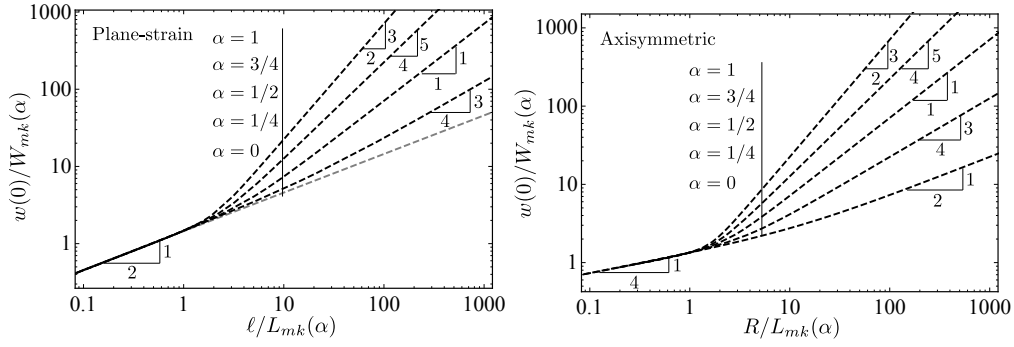 w(0)/W_{mk}(α)
1000
100
10
1
Plane-strain
α = 1
α = 3/4
α = 1/2
α = 1/4
α = 0
3
2
5
4
1
1
3
4
1
2
0.1 1 10 100 1000
ℓ/L_{mk}(α)
w(0)/W_{mk}(α)
1000
100
10
1
Axisymmetric
α = 1
α = 3/4
α = 1/2
α = 1/4
α = 0
3
2
5
4
1
1
3
4
1
2
1
4
0.1 1 10 100 1000
R/L_{mk}(α)